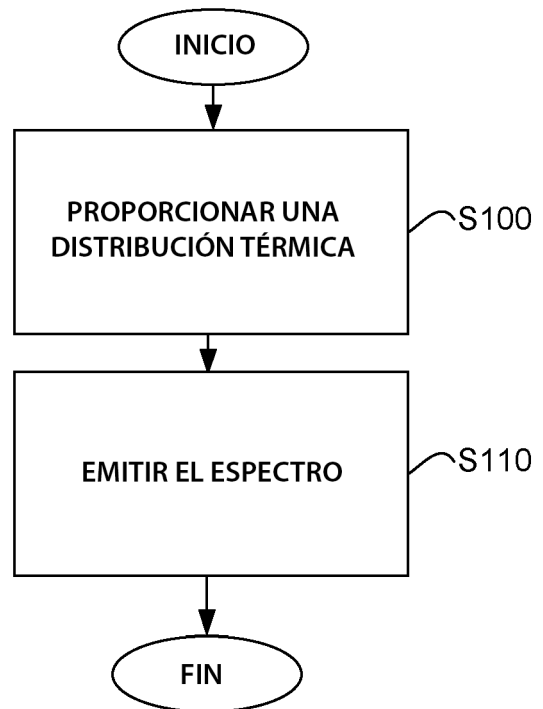 INICIO
PROPORCIONAR UNA
DISTRIBUCIÓN TÉRMICA
S100
EMITIR EL ESPECTRO
S110
FIN